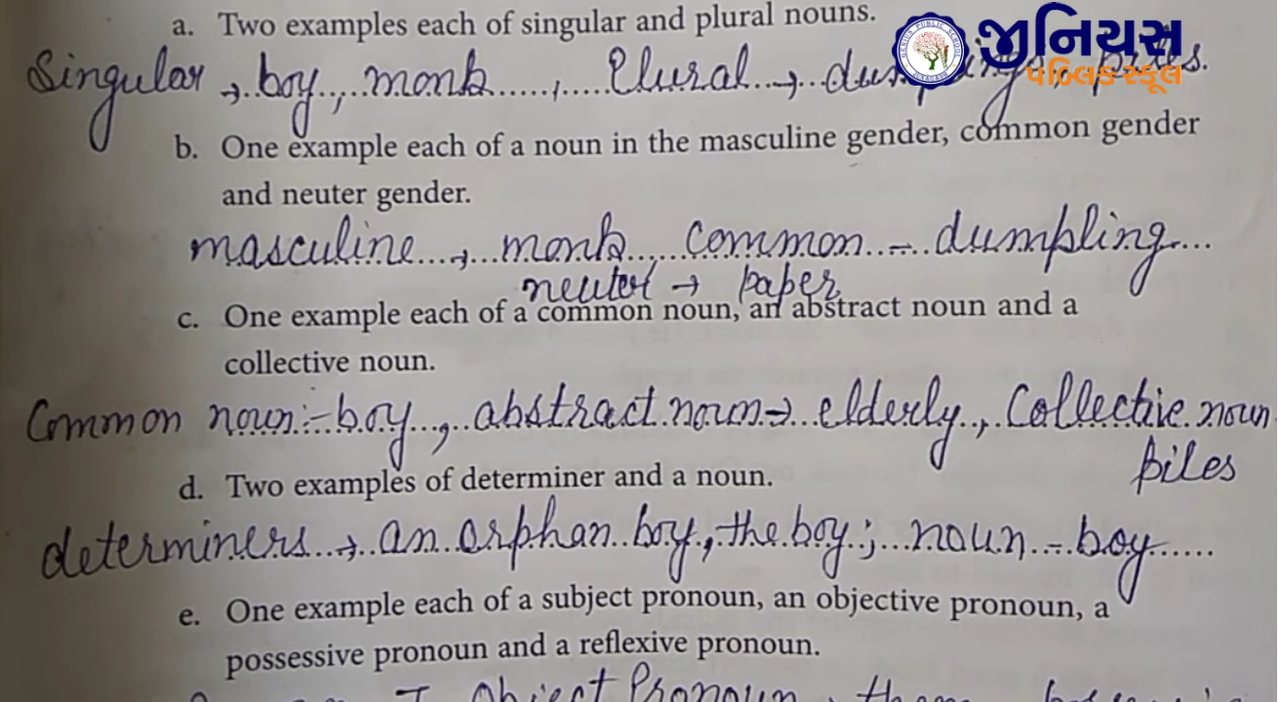 a. Two examples each of singular and plural nouns.
જીનિયસ
પબ્લિક સ્કૂલ
Singular → boy, monk, Plural → dumplings, piles.
b. One example each of a noun in the masculine gender, common gender
and neuter gender.
masculine → monk common - dumpling
neuter → paper
c. One example each of a common noun, an abstract noun and a
collective noun.
Common noun:- boy, abstract noun → elderly, Collective noun
piles
d. Two examples of determiner and a noun.
determiners → an orphan boy, the boy; noun - boy
e. One example each of a subject pronoun, an objective pronoun, a
possessive pronoun and a reflexive pronoun.
I object Pronoun